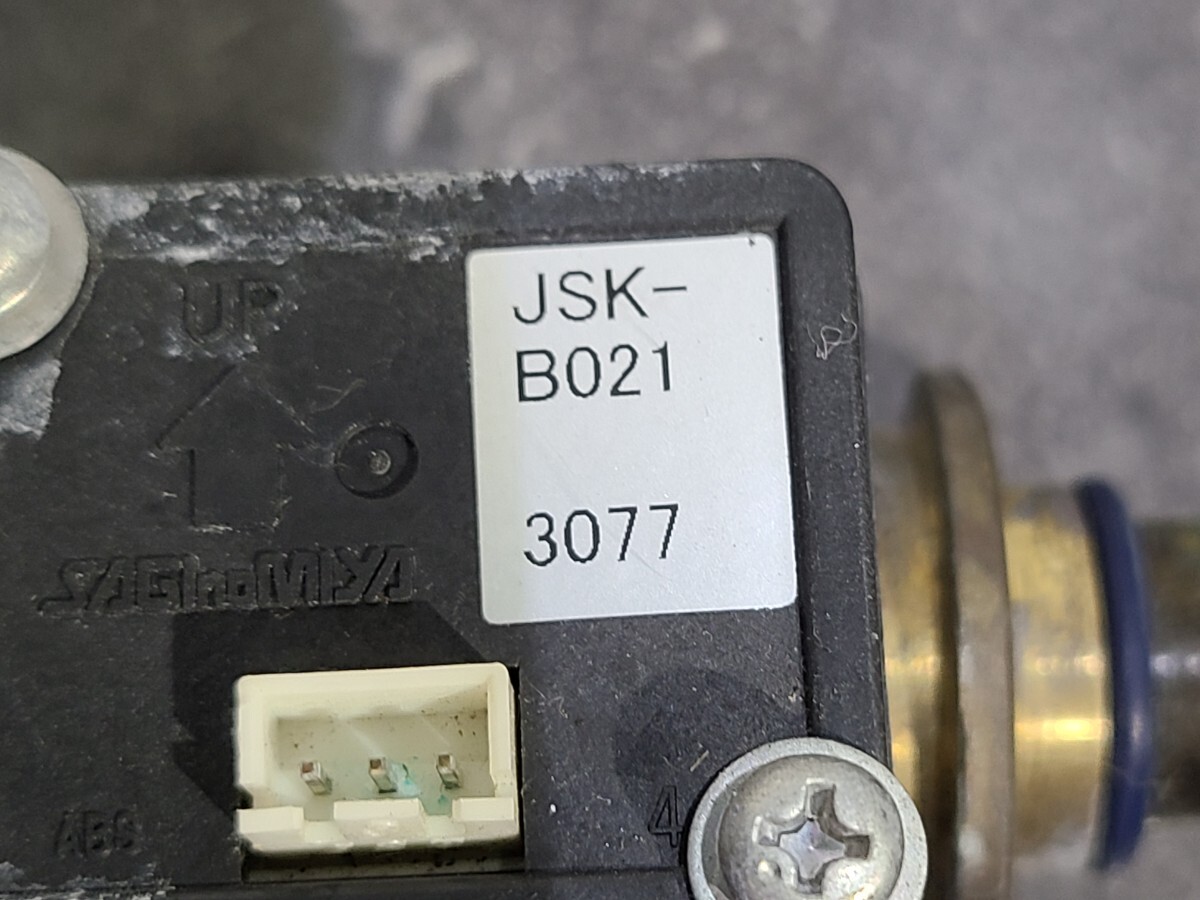 UP
JSK-
B021
3077
SAGInoMIYA
ABS
4